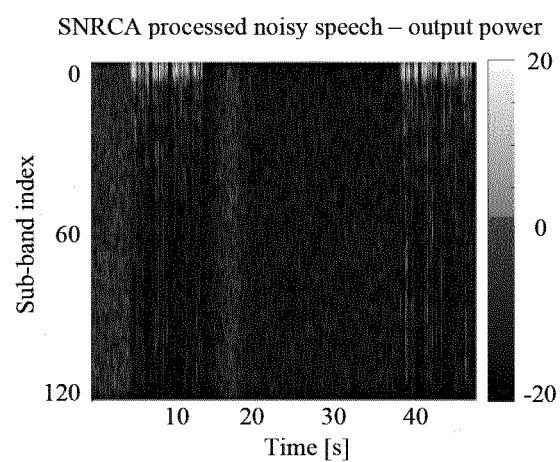 SNRCA processed noisy speech – output power
20
0
Sub-band index
60
0
120
-20
10 20 30 40
Time [s]